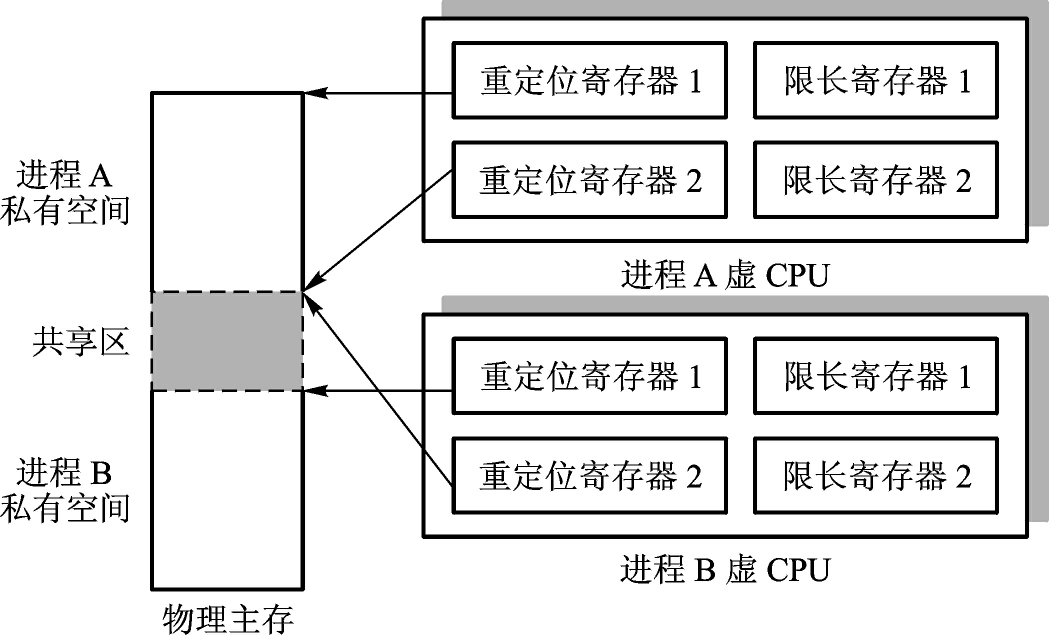 进程 A
私有空间
共享区
进程 B
私有空间
物理主存
重定位寄存器 1
限长寄存器 1
重定位寄存器 2
限长寄存器 2
进程 A 虚 CPU
重定位寄存器 1
限长寄存器 1
重定位寄存器 2
限长寄存器 2
进程 B 虚 CPU